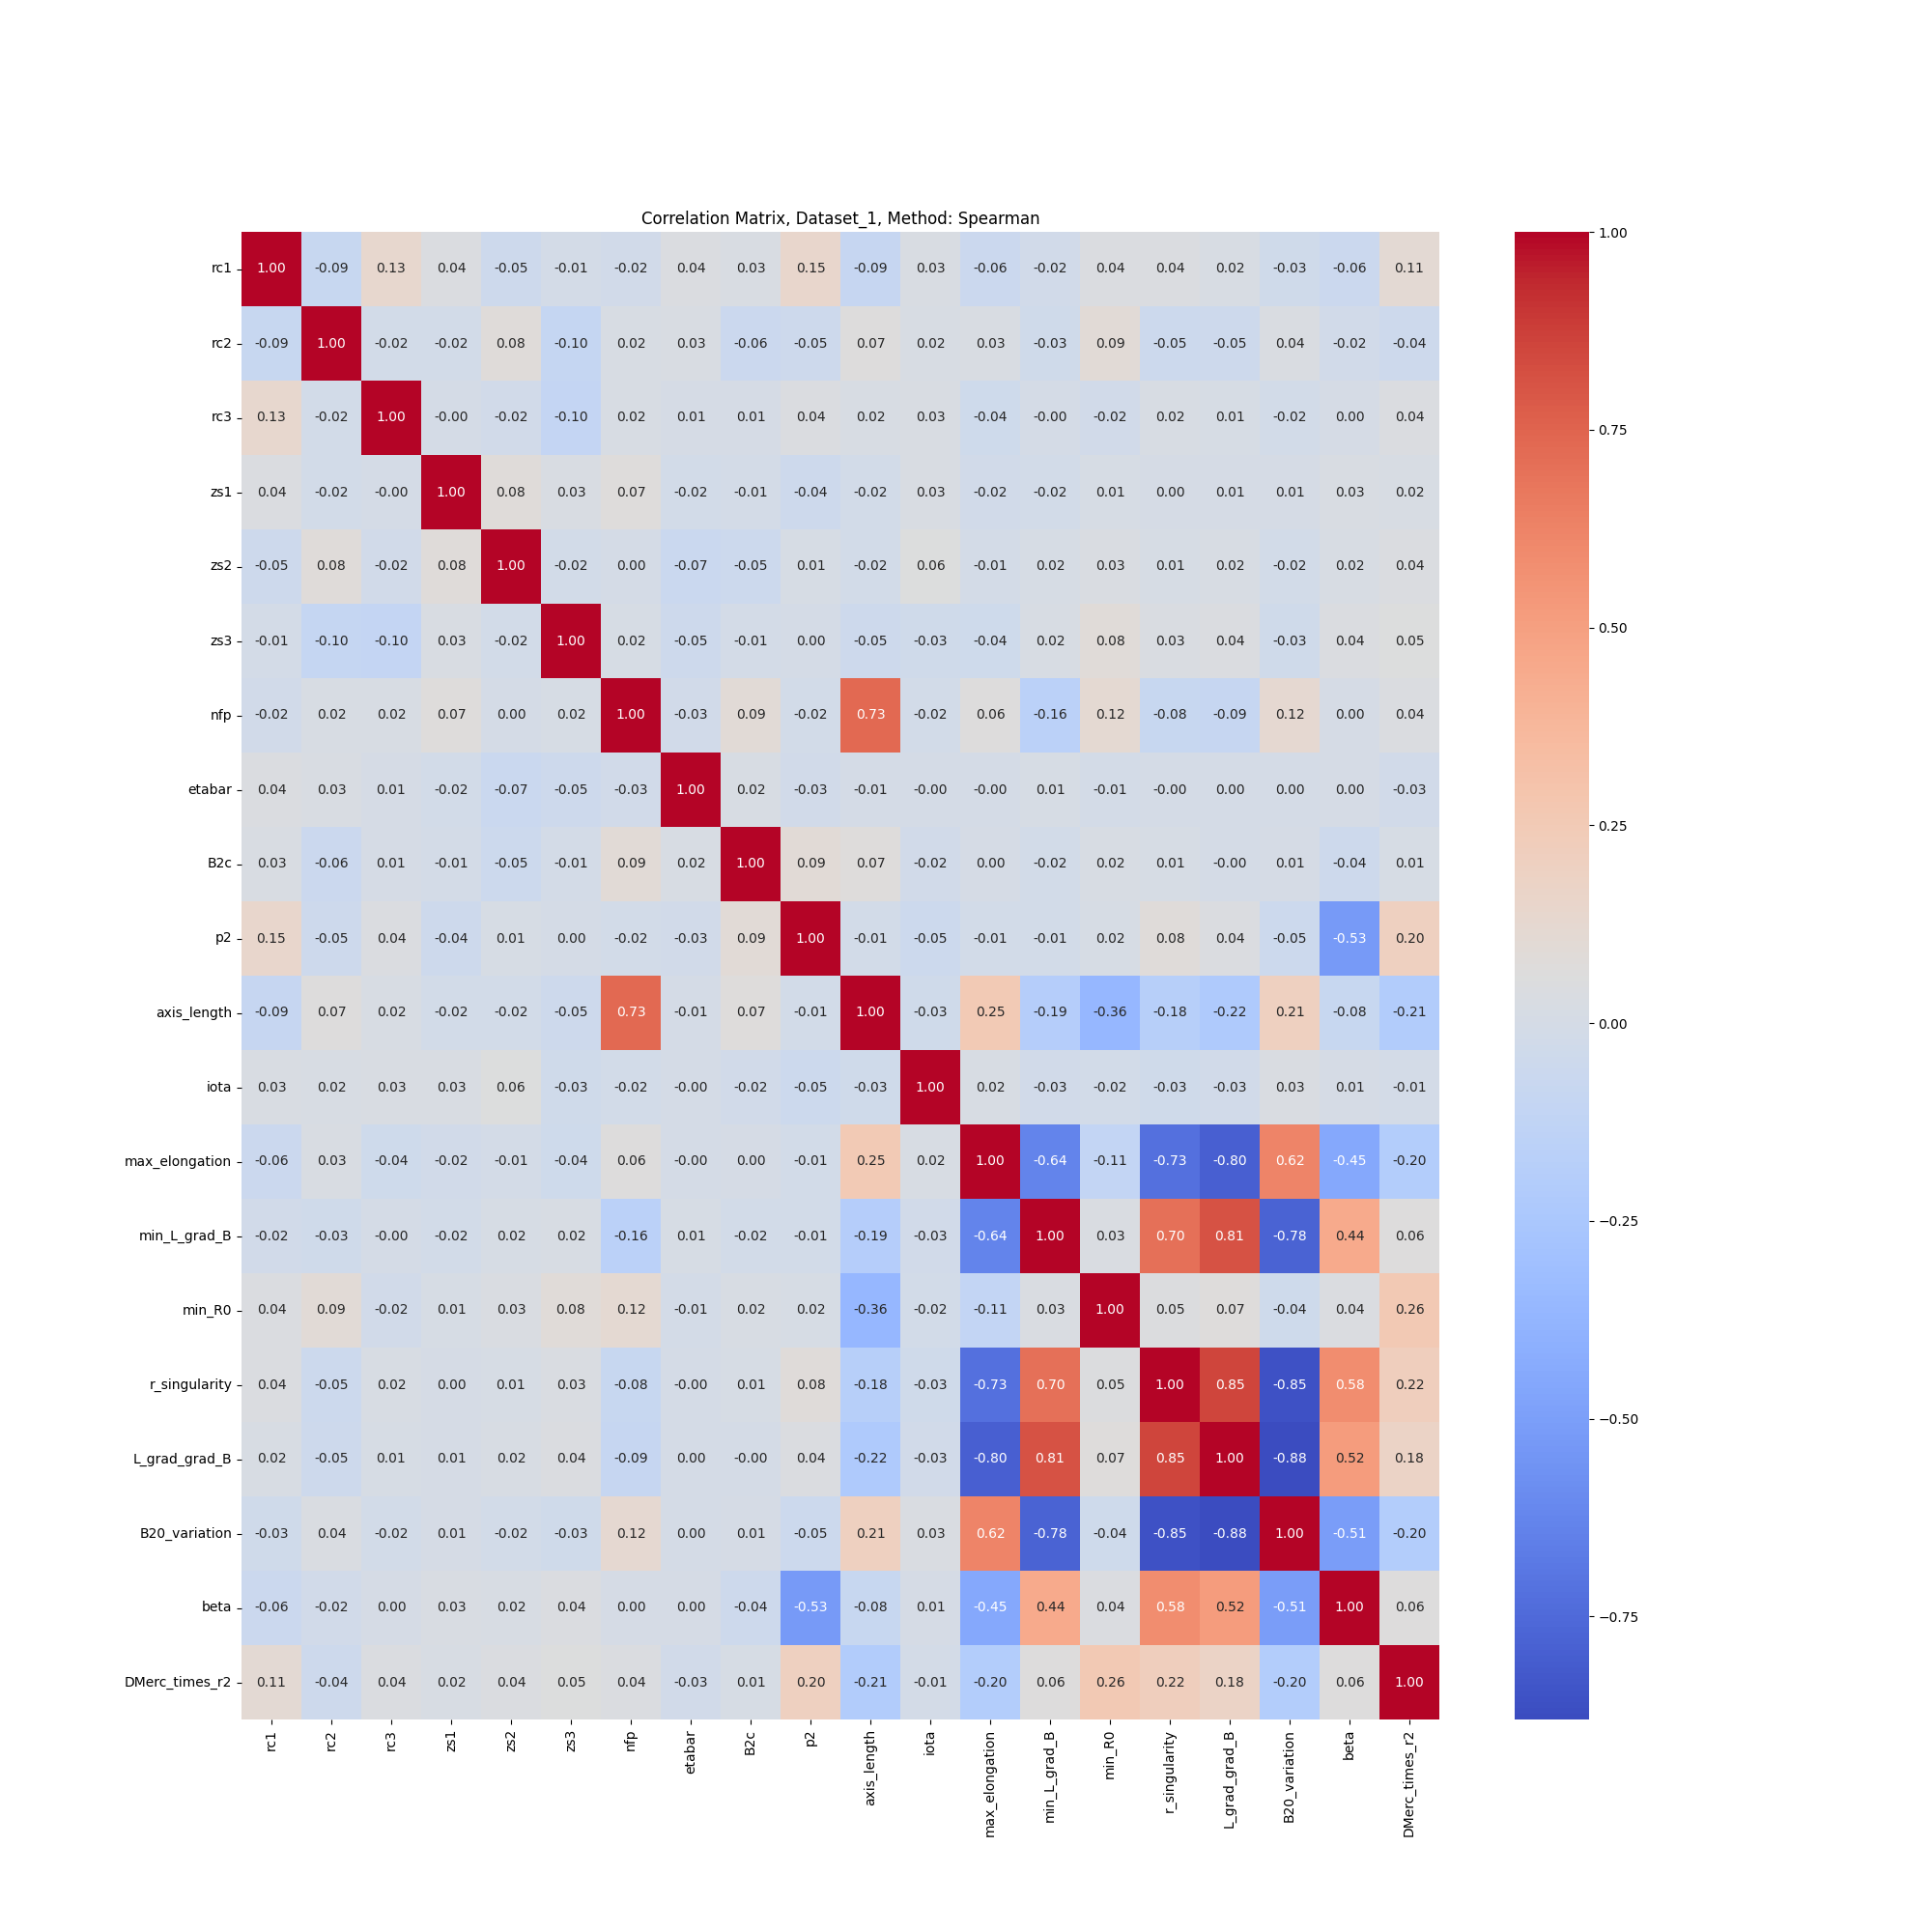 Correlation Matrix, Dataset_1, Method: Spearman
rc1 1.00 -0.09 0.13 0.04 -0.05 -0.01 -0.02 0.04 0.03 0.15 -0.09 0.03 -0.06 -0.02 0.04 0.04 0.02 -0.03 -0.06 0.11
rc2 -0.09 1.00 -0.02 -0.02 0.08 -0.10 0.02 0.03 -0.06 -0.05 0.07 0.02 0.03 -0.03 0.09 -0.05 -0.05 0.04 -0.02 -0.04
rc3 0.13 -0.02 1.00 -0.00 -0.02 -0.10 0.02 0.01 0.01 0.04 0.02 0.03 -0.04 -0.00 -0.02 0.02 0.01 -0.02 0.00 0.04
zs1 0.04 -0.02 -0.00 1.00 0.08 0.03 0.07 -0.02 -0.01 -0.04 -0.02 0.03 -0.02 -0.02 0.01 0.00 0.01 0.01 0.03 0.02
zs2 -0.05 0.08 -0.02 0.08 1.00 -0.02 0.00 -0.07 -0.05 0.01 -0.02 0.06 -0.01 0.02 0.03 0.01 0.02 -0.02 0.02 0.04
zs3 -0.01 -0.10 -0.10 0.03 -0.02 1.00 0.02 -0.05 -0.01 0.00 -0.05 -0.03 -0.04 0.02 0.08 0.03 0.04 -0.03 0.04 0.05
nfp -0.02 0.02 0.02 0.07 0.00 0.02 1.00 -0.03 0.09 -0.02 0.73 -0.02 0.06 -0.16 0.12 -0.08 -0.09 0.12 0.00 0.04
etabar 0.04 0.03 0.01 -0.02 -0.07 -0.05 -0.03 1.00 0.02 -0.03 -0.01 -0.00 -0.00 0.01 -0.01 -0.00 0.00 0.00 0.00 -0.03
B2c 0.03 -0.06 0.01 -0.01 -0.05 -0.01 0.09 0.02 1.00 0.09 0.07 -0.02 0.00 -0.02 0.02 0.01 -0.00 0.01 -0.04 0.01
p2 0.15 -0.05 0.04 -0.04 0.01 0.00 -0.02 -0.03 0.09 1.00 -0.01 -0.05 -0.01 -0.01 0.02 0.08 0.04 -0.05 -0.53 0.20
axis_length -0.09 0.07 0.02 -0.02 -0.02 -0.05 0.73 -0.01 0.07 -0.01 1.00 -0.03 0.25 -0.19 -0.36 -0.18 -0.22 0.21 -0.08 -0.21
iota 0.03 0.02 0.03 0.03 0.06 -0.03 -0.02 -0.00 -0.02 -0.05 -0.03 1.00 0.02 -0.03 -0.02 -0.03 -0.03 0.03 0.01 -0.01
max_elongation -0.06 0.03 -0.04 -0.02 -0.01 -0.04 0.06 -0.00 0.00 -0.01 0.25 0.02 1.00 -0.64 -0.11 -0.73 -0.80 0.62 -0.45 -0.20
min_L_grad_B -0.02 -0.03 -0.00 -0.02 0.02 0.02 -0.16 0.01 -0.02 -0.01 -0.19 -0.03 -0.64 1.00 0.03 0.70 0.81 -0.78 0.44 0.06
min_R0 0.04 0.09 -0.02 0.01 0.03 0.08 0.12 -0.01 0.02 0.02 -0.36 -0.02 -0.11 0.03 1.00 0.05 0.07 -0.04 0.04 0.26
r_singularity 0.04 -0.05 0.02 0.00 0.01 0.03 -0.08 -0.00 0.01 0.08 -0.18 -0.03 -0.73 0.70 0.05 1.00 0.85 -0.85 0.58 0.22
L_grad_grad_B 0.02 -0.05 0.01 0.01 0.02 0.04 -0.09 0.00 -0.00 0.04 -0.22 -0.03 -0.80 0.81 0.07 0.85 1.00 -0.88 0.52 0.18
B20_variation -0.03 0.04 -0.02 0.01 -0.02 -0.03 0.12 0.00 0.01 -0.05 0.21 0.03 0.62 -0.78 -0.04 -0.85 -0.88 1.00 -0.51 -0.20
beta -0.06 -0.02 0.00 0.03 0.02 0.04 0.00 0.00 -0.04 -0.53 -0.08 0.01 -0.45 0.44 0.04 0.58 0.52 -0.51 1.00 0.06
DMerc_times_r2 0.11 -0.04 0.04 0.02 0.04 0.05 0.04 -0.03 0.01 0.20 -0.21 -0.01 -0.20 0.06 0.26 0.22 0.18 -0.20 0.06 1.00
rc1 rc2 rc3 zs1 zs2 zs3 nfp etabar B2c p2 axis_length iota max_elongation min_L_grad_B min_R0 r_singularity L_grad_grad_B B20_variation beta DMerc_times_r2
1.00
0.75
0.50
0.25
0.00
−0.25
−0.50
−0.75